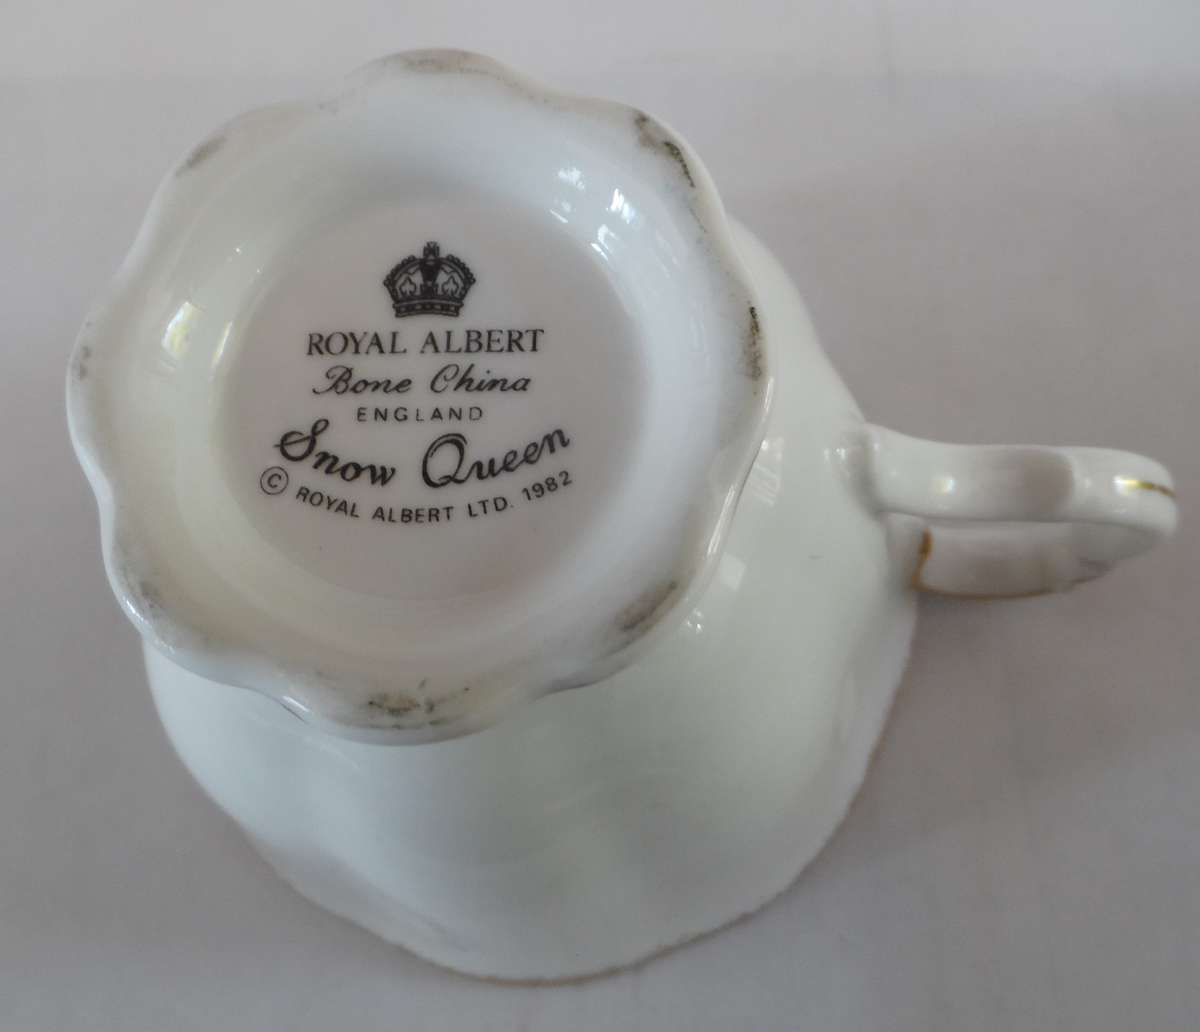 ROYAL ALBERT
Bone China
ENGLAND
Snow Queen
© ROYAL ALBERT LTD. 1982